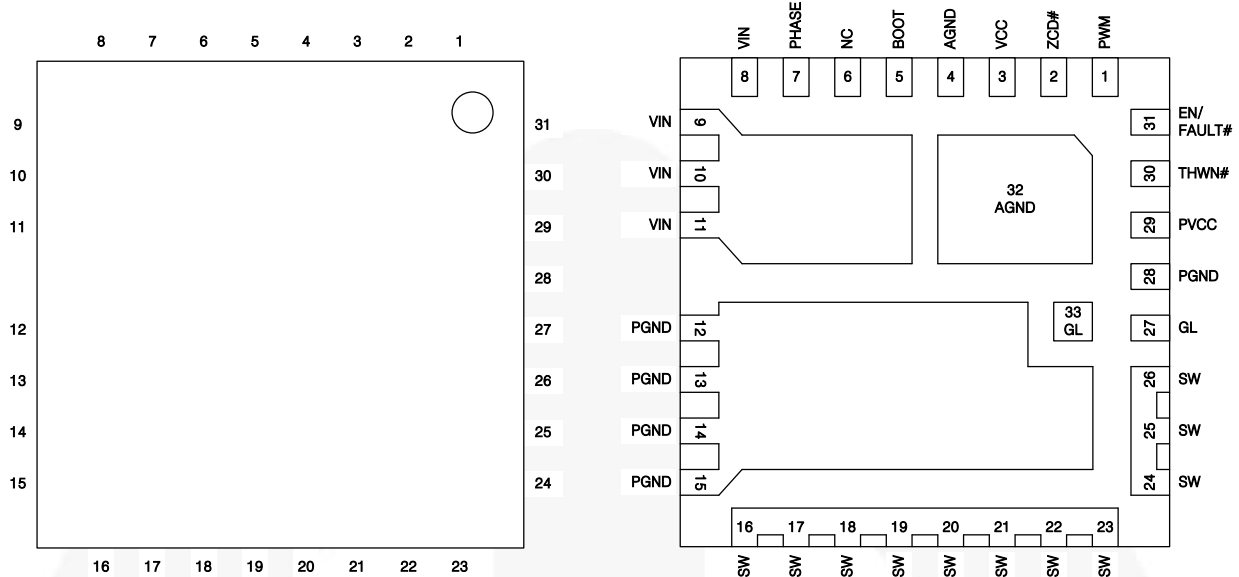 8 7 6 5 4 3 2 1
9
10
11
12
13
14
15
31
30
29
28
27
26
25
24
16 17 18 19 20 21 22 23
VIN PHASE NC BOOT AGND VCC ZCD# PWM
8 7 6 5 4 3 2 1
VIN 9
VIN 10
VIN 11
PGND 12
PGND 13
PGND 14
PGND 15
32
AGND
33
GL
31 EN/
FAULT#
30 THWN#
29 PVCC
28 PGND
27 GL
26 SW
25 SW
24 SW
16 17 18 19 20 21 22 23
SW SW SW SW SW SW SW SW